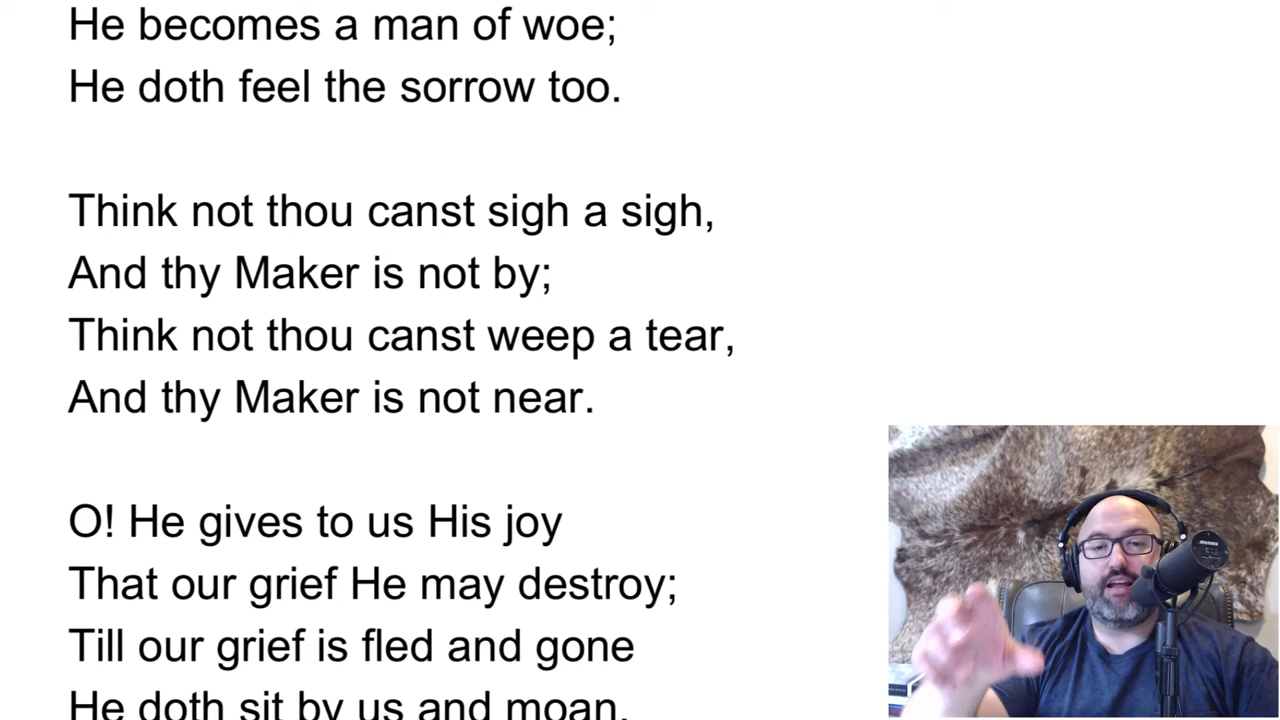 He becomes a man of woe;
He doth feel the sorrow too.
Think not thou canst sigh a sigh,
And thy Maker is not by;
Think not thou canst weep a tear,
And thy Maker is not near.
O! He gives to us His joy
That our grief He may destroy;
Till our grief is fled and gone
He doth sit by us and moan.